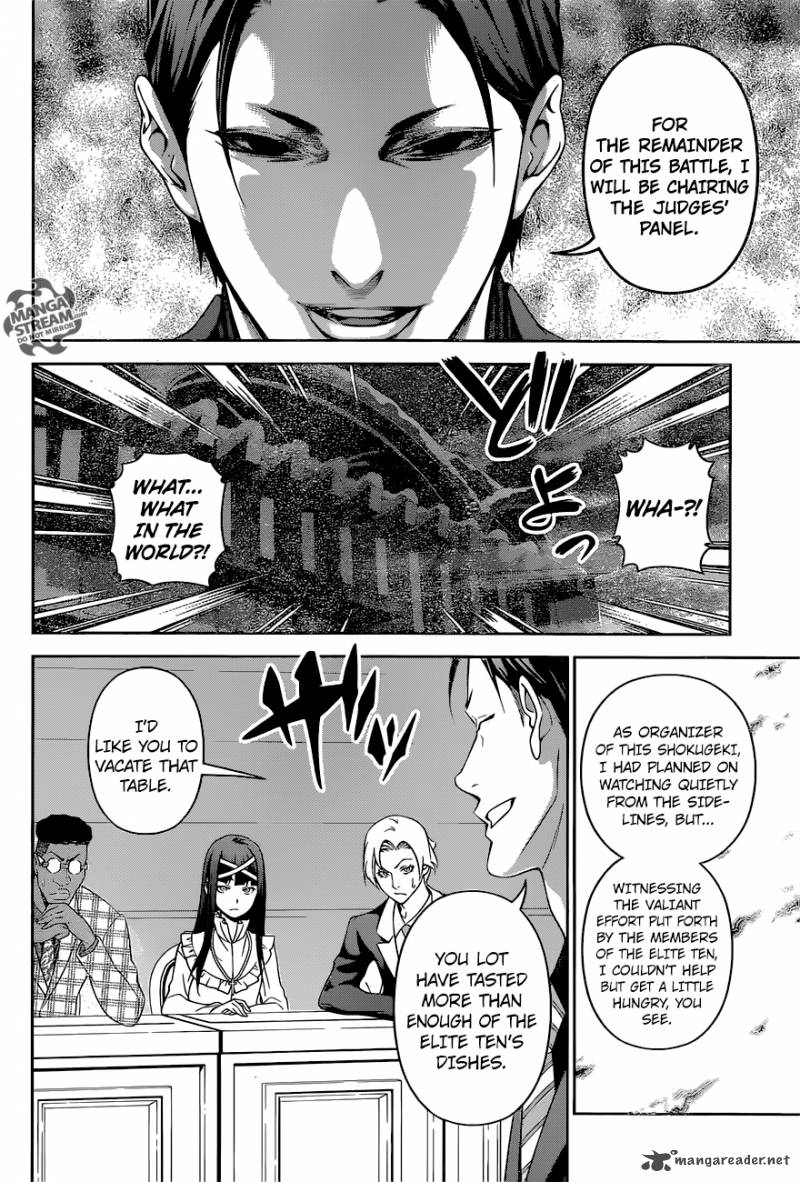 FOR
THE REMAINDER
OF THIS BATTLE, I
WILL BE CHAIRING
THE JUDGES'
PANEL.
MANGA
STREAM.com
DO NOT MIRROR
WHA-?!
どよっ
WHAT...
WHAT
IN THE
WORLD?!
AS ORGANIZER
OF THIS SHOKUGEKI,
I HAD PLANNED ON
WATCHING QUIETLY
FROM THE SIDE-
LINES, BUT...
WITNESSING
THE VALIANT
EFFORT PUT FORTH
BY THE MEMBERS
OF THE ELITE TEN,
I COULDN'T HELP
BUT GET A LITTLE
HUNGRY, YOU
SEE.
ザッ
I'D
LIKE YOU TO
VACATE THAT
TABLE.
YOU LOT
HAVE TASTED
MORE THAN
ENOUGH OF THE
ELITE TEN'S
DISHES.
mangareader.net